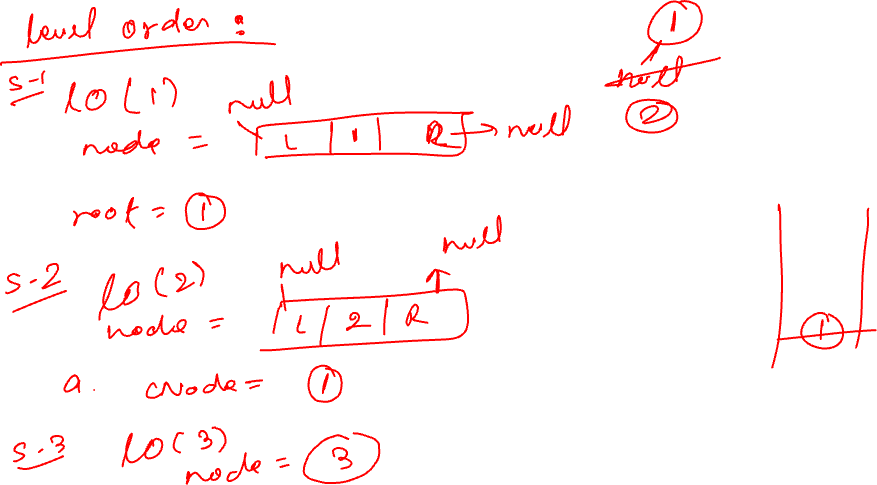 Level order :
S-1 LO(1)
null
node = L | 1 | R → null
root = 1
S-2 LO(2)
null
null
node = L | 2 | R
a. cNode = 1
S-3 LO(3)
node = 3
1
null
2
1